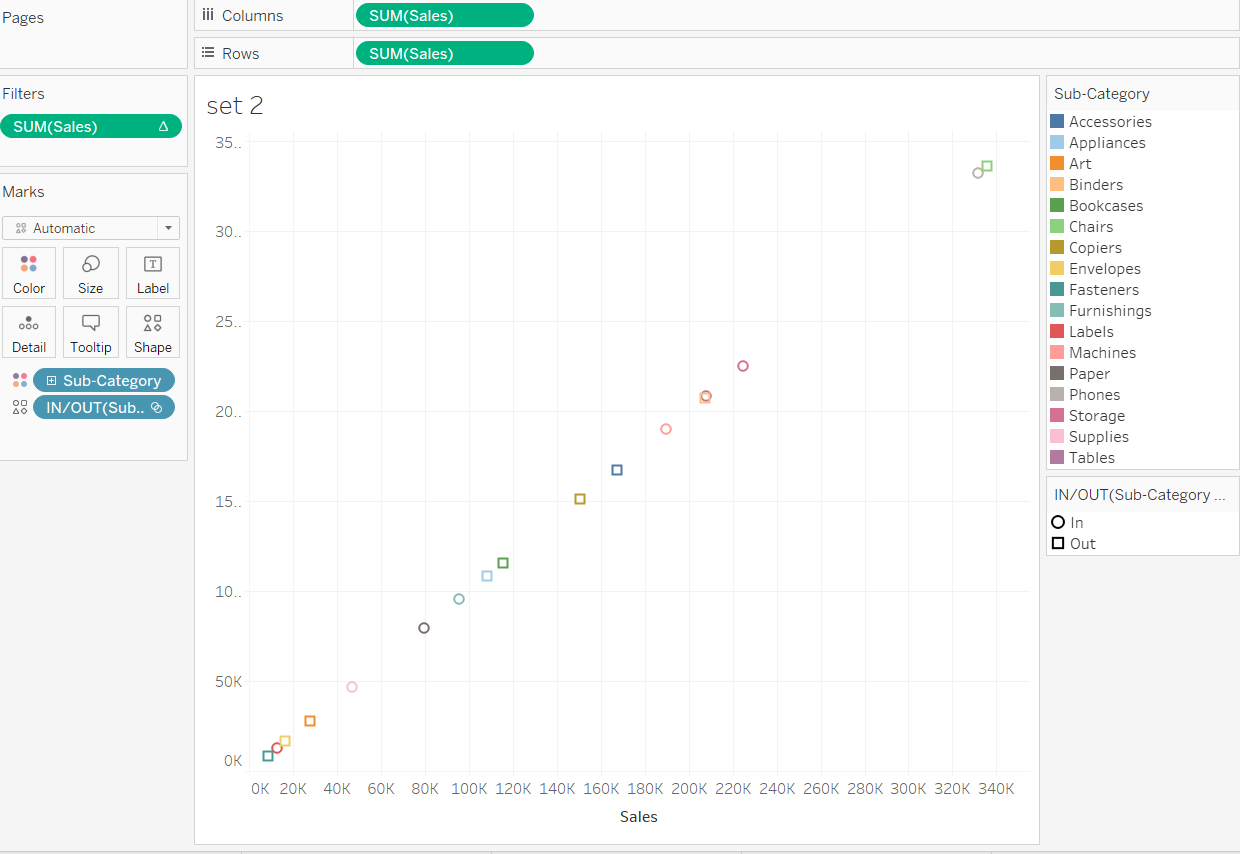 Pages
Columns
SUM(Sales)
Rows
SUM(Sales)
Filters
SUM(Sales)
Marks
Automatic
Color
Size
Label
Detail
Tooltip
Shape
Sub-Category
IN/OUT(Sub..
set 2
35..
30..
25..
20..
15..
10..
50K
0K
0K 20K 40K 60K 80K 100K 120K 140K 160K 180K 200K 220K 240K 260K 280K 300K 320K 340K
Sales
Sub-Category
Accessories
Appliances
Art
Binders
Bookcases
Chairs
Copiers
Envelopes
Fasteners
Furnishings
Labels
Machines
Paper
Phones
Storage
Supplies
Tables
IN/OUT(Sub-Category ...
In
Out